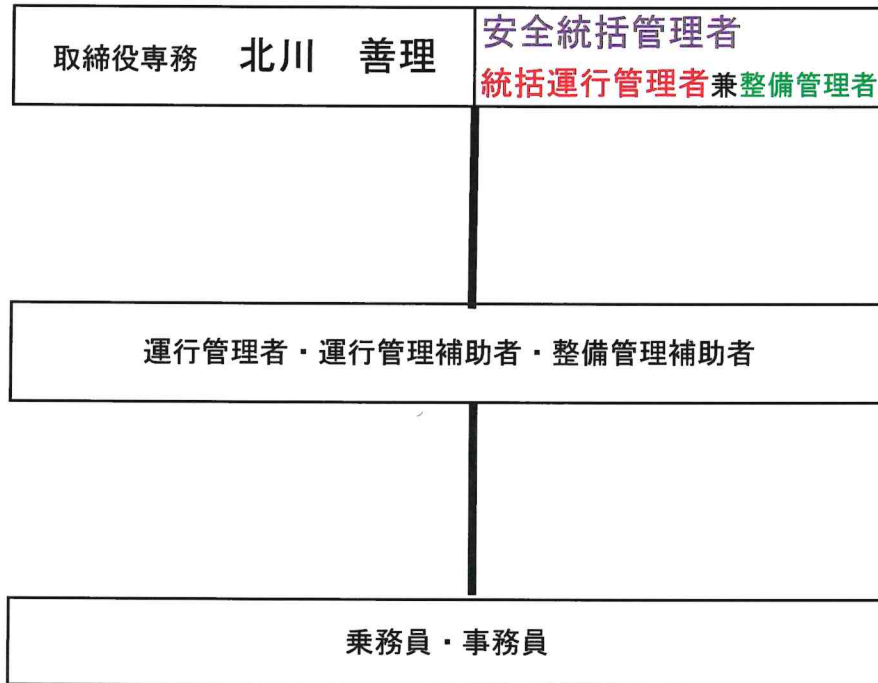 取締役専務　北川　善理
安全統括管理者
統括運行管理者兼整備管理者
運行管理者・運行管理補助者・整備管理補助者
乗務員・事務員